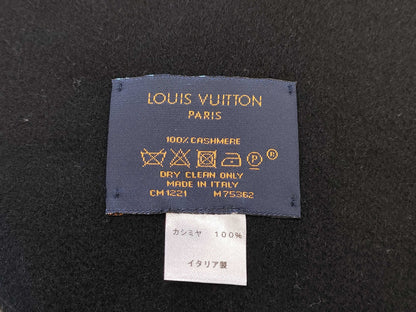 LOUIS VUITTON
PARIS
100% CASHMERE
P ®
DRY CLEAN ONLY
MADE IN ITALY
CM1221 M75362
カシミヤ 100%
イタリア製